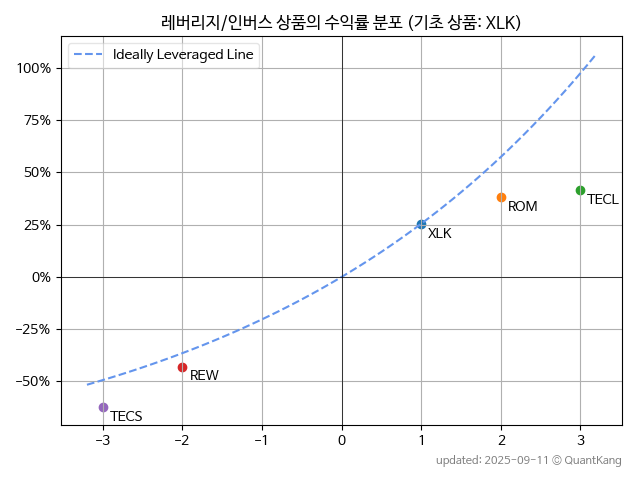 레버리지/인버스 상품의 수익률 분포 (기초 상품: XLK)
Ideally Leveraged Line
100%
75%
50%
25%
0%
−25%
−50%
TECL
ROM
XLK
REW
TECS
−3 −2 −1 0 1 2 3
updated: 2025-09-11 © QuantKang